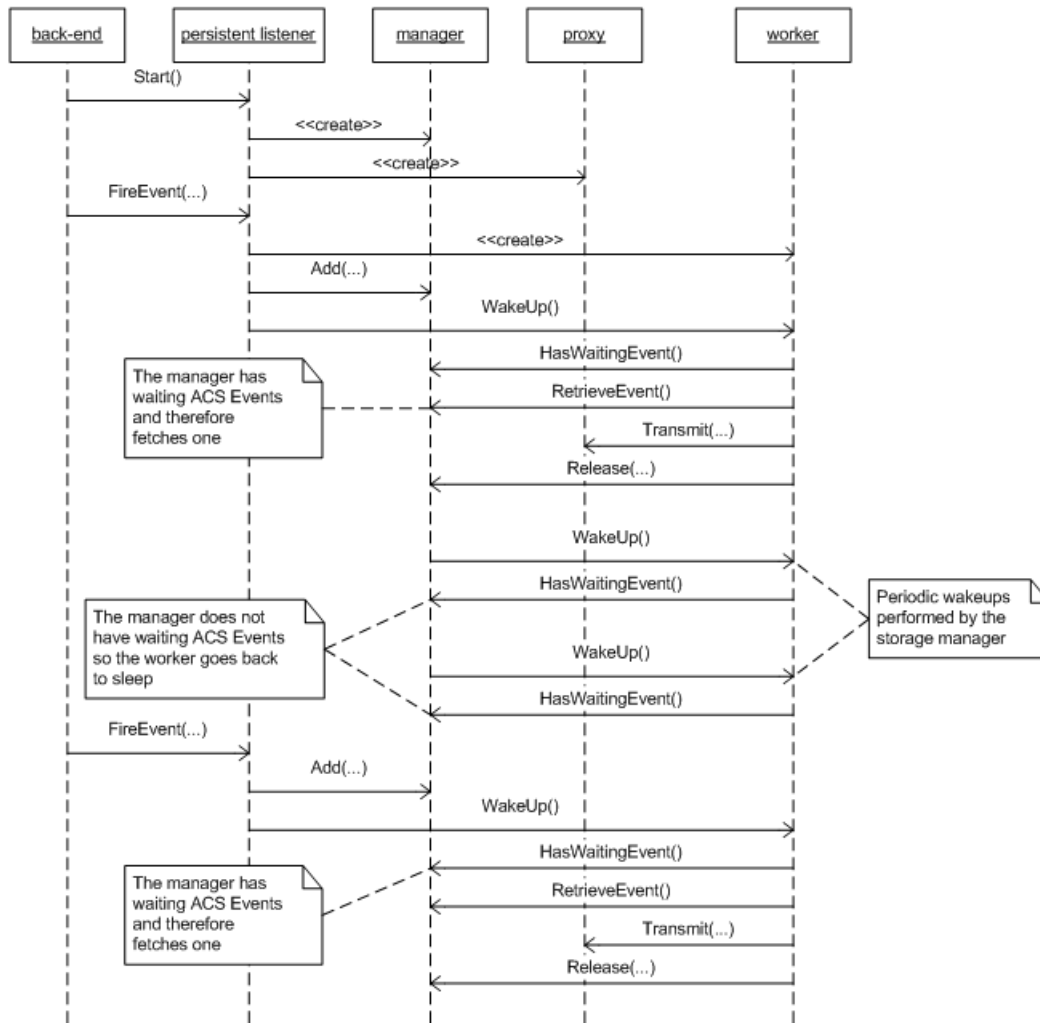 back-end
persistent listener
manager
proxy
worker
Start()
<<create>>
<<create>>
FireEvent(...)
<<create>>
Add(...)
WakeUp()
HasWaitingEvent()
The manager has
waiting ACS Events
and therefore
fetches one
RetrieveEvent()
Transmit(...)
Release(...)
WakeUp()
HasWaitingEvent()
Periodic wakeups
performed by the
storage manager
The manager does not
have waiting ACS Events
so the worker goes back
to sleep
WakeUp()
HasWaitingEvent()
FireEvent(...)
Add(...)
WakeUp()
HasWaitingEvent()
The manager has
waiting ACS Events
and therefore
fetches one
RetrieveEvent()
Transmit(...)
Release(...)